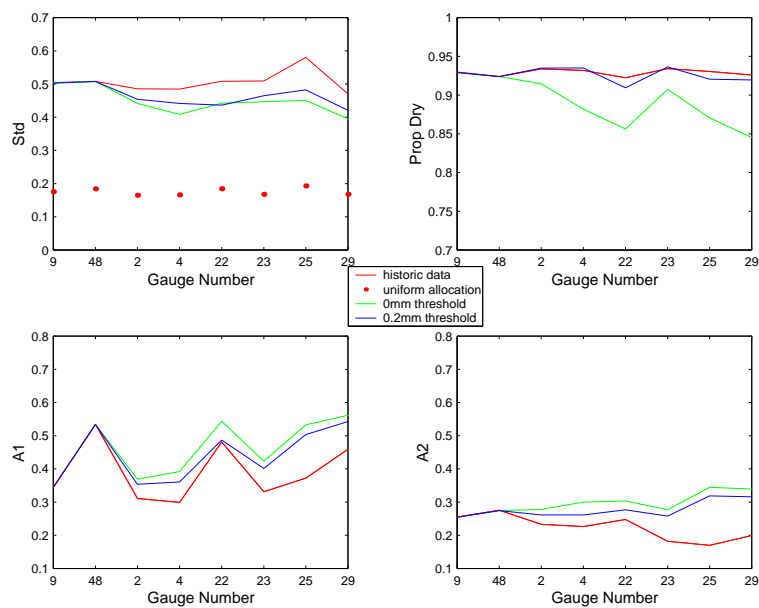 0.7
0.6
0.5
0.4
0.3
0.2
0.1
0
Std
9 48 2 4 22 23 25 29
Gauge Number
1
0.95
0.9
0.85
0.8
0.75
0.7
Prop Dry
9 48 2 4 22 23 25 29
Gauge Number
historic data
uniform allocation
0mm threshold
0.2mm threshold
0.8
0.7
0.6
0.5
0.4
0.3
0.2
0.1
A1
9 48 2 4 22 23 25 29
Gauge Number
0.8
0.7
0.6
0.5
0.4
0.3
0.2
0.1
A2
9 48 2 4 22 23 25 29
Gauge Number